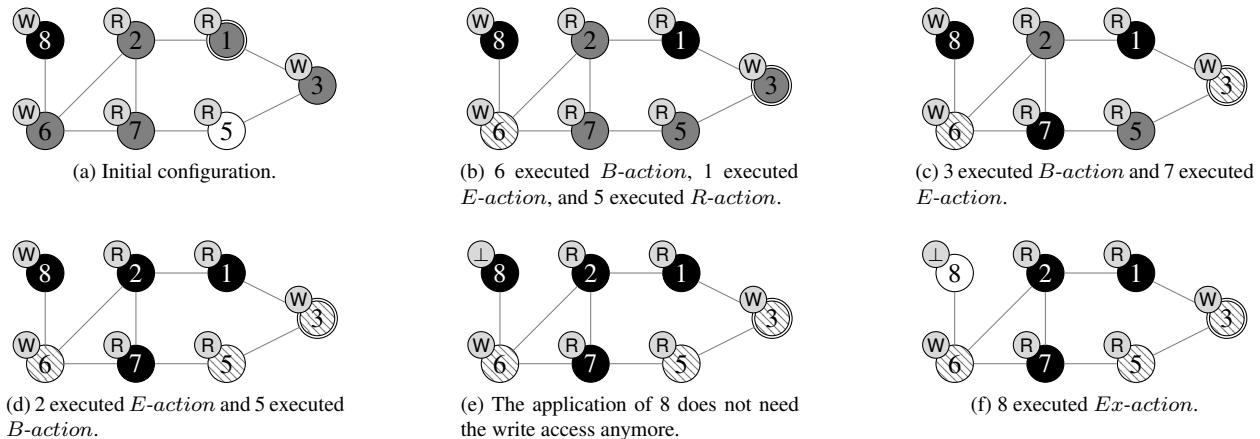 W R R
8 2 1
W
3
W R R
6 7 5
(a) Initial configuration.
W R R
8 2 1
W
3
W R R
6 7 5
(b) 6 executed B-action, 1 executed
E-action, and 5 executed R-action.
W R R
8 2 1
W
3
W R R
6 7 5
(c) 3 executed B-action and 7 executed
E-action.
W R R
8 2 1
W
3
W R R
6 7 5
(d) 2 executed E-action and 5 executed
B-action.
⊥ R R
8 2 1
W
3
W R R
6 7 5
(e) The application of 8 does not need
the write access anymore.
⊥ R R
8 2 1
W
3
W R R
6 7 5
(f) 8 executed Ex-action.